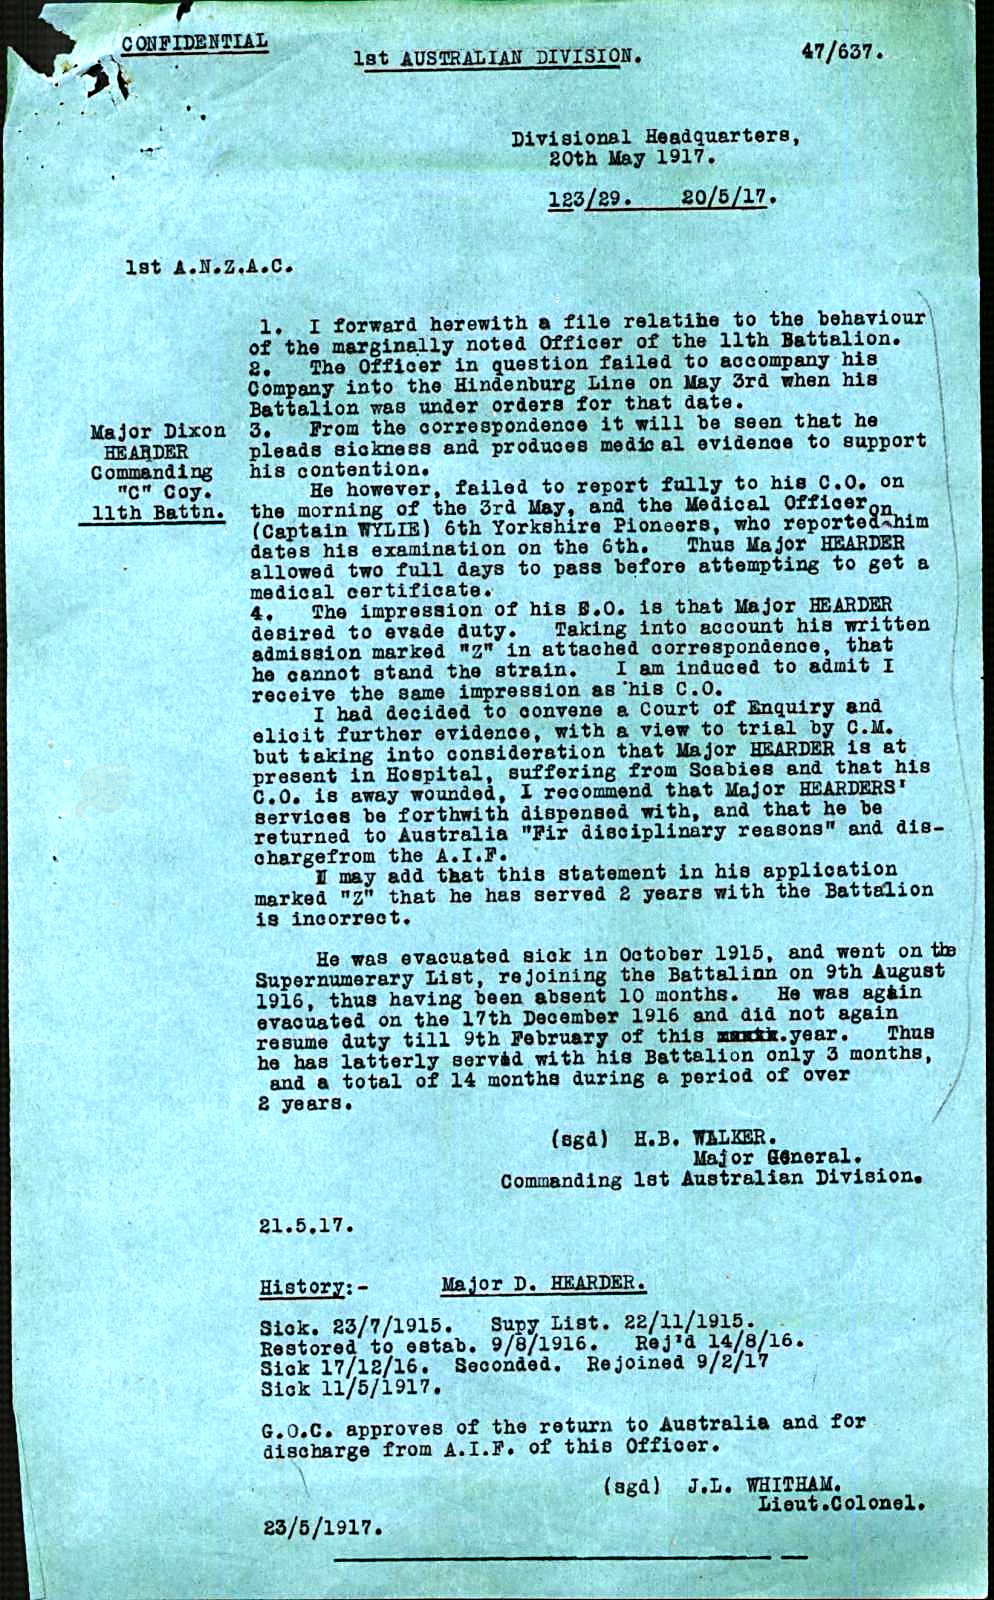 CONFIDENTIAL
1st AUSTRALIAN DIVISION.
47/637.
Divisional Headquarters,
20th May 1917.
123/29. 20/5/17.
1st A.N.Z.A.C.
1. I forward herewith a file relatihe to the behaviour
of the marginally noted Officer of the 11th Battalion.
2. The Officer in question failed to accompany his
Company into the Hindenburg Line on May 3rd when his
Battalion was under orders for that date.
Major Dixon
HEARDER
Commanding
"C" Coy.
11th Battn.
3. From the correspondence it will be seen that he
pleads sickness and produces medical evidence to support
his contention.
He however, failed to report fully to his C.O. on
the morning of the 3rd May, and the Medical Officer
(Captain WYLIE) 6th Yorkshire Pioneers, who reported on him
dates his examination on the 6th. Thus Major HEARDER
allowed two full days to pass before attempting to get a
medical certificate.
4. The impression of his C.O. is that Major HEARDER
desired to evade duty. Taking into account his written
admission marked "Z" in attached correspondence, that
he cannot stand the strain. I am induced to admit I
receive the same impression as his C.O.
I had decided to convene a Court of Enquiry and
elicit further evidence, with a view to trial by C.M.
but taking into consideration that Major HEARDER is at
present in Hospital, suffering from Scabies and that his
C.O. is away wounded, I recommend that Major HEARDERS'
services be forthwith dispensed with, and that he be
returned to Australia "Fir disciplinary reasons" and dis-
chargefrom the A.I.F.
I may add that this statement in his application
marked "Z" that he has served 2 years with the Battalion
is incorrect.
He was evacuated sick in October 1915, and went on the
Supernumerary List, rejoining the Battalinn on 9th August
1916, thus having been absent 10 months. He was again
evacuated on the 17th December 1916 and did not again
resume duty till 9th February of this .year. Thus
he has latterly served with his Battalion only 3 months,
and a total of 14 months during a period of over
2 years.
(sgd) H.B. WALKER.
Major General.
Commanding 1st Australian Division.
21.5.17.
History:- Major D. HEARDER.
Sick. 23/7/1915. Supy List. 22/11/1915.
Restored to estab. 9/8/1916. Rej'd 14/8/16.
Sick 17/12/16. Seconded. Rejoined 9/2/17
Sick 11/5/1917.
G.O.C. approves of the return to Australia and for
discharge from A.I.F. of this Officer.
(sgd) J.L. WHITHAM.
Lieut.Colonel.
23/5/1917.